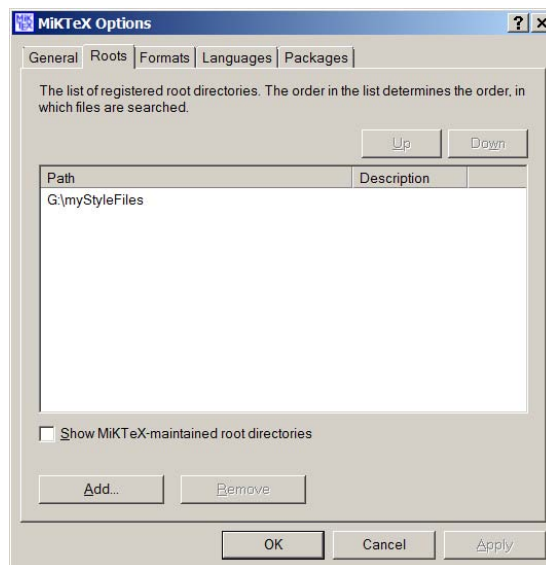 MiKTeX Options
General Roots Formats Languages Packages
The list of registered root directories. The order in the list determines the order, in
which files are searched.
Up Down
Path Description
G:\myStyleFiles
Show MiKTeX-maintained root directories
Add... Remove
OK Cancel Apply